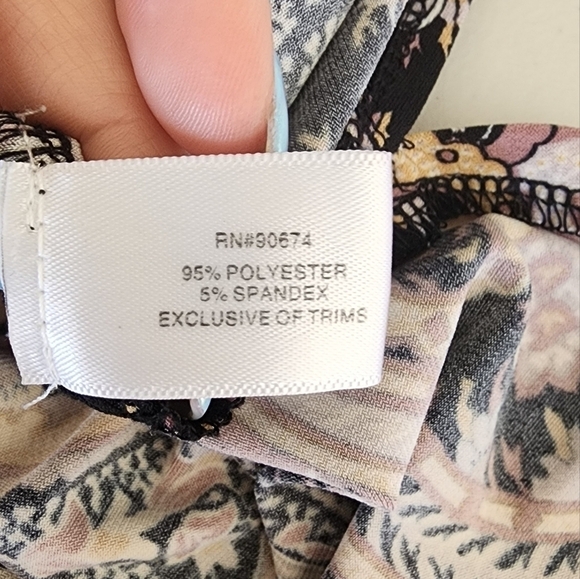 RN#90674
95% POLYESTER
5% SPANDEX
EXCLUSIVE OF TRIMS